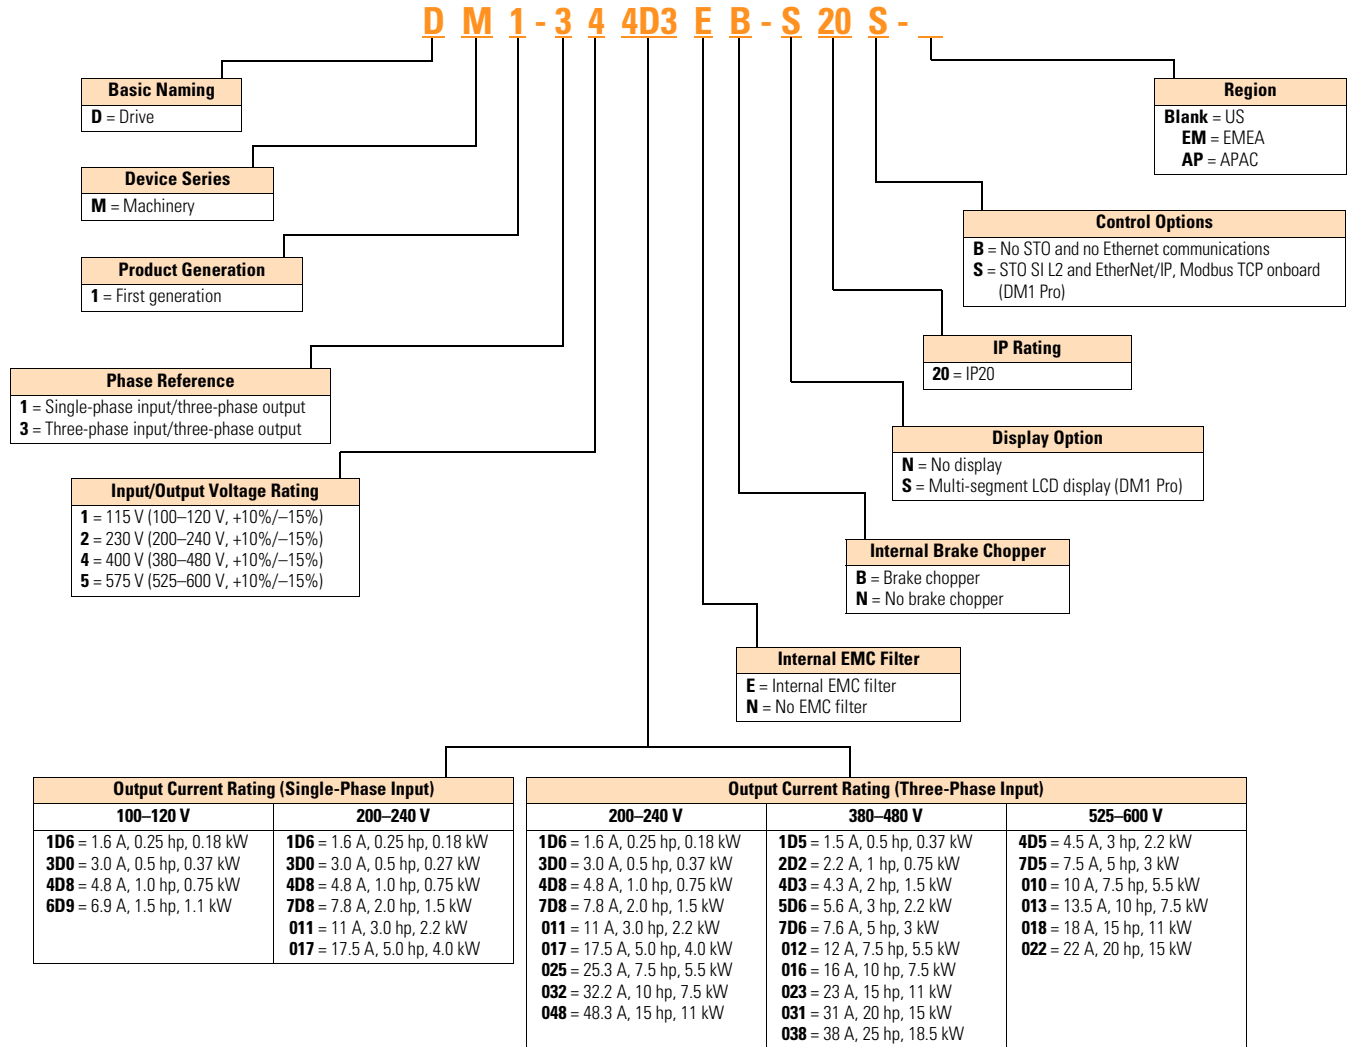 D M 1 - 3 4 4D3 E B - S 20 S - _
Basic Naming
D = Drive
Device Series
M = Machinery
Product Generation
1 = First generation
Phase Reference
1 = Single-phase input/three-phase output
3 = Three-phase input/three-phase output
Input/Output Voltage Rating
1 = 115 V (100–120 V, +10%/–15%)
2 = 230 V (200–240 V, +10%/–15%)
4 = 400 V (380–480 V, +10%/–15%)
5 = 575 V (525–600 V, +10%/–15%)
Region
Blank = US
EM = EMEA
AP = APAC
Control Options
B = No STO and no Ethernet communications
S = STO SI L2 and EtherNet/IP, Modbus TCP onboard
(DM1 Pro)
IP Rating
20 = IP20
Display Option
N = No display
S = Multi-segment LCD display (DM1 Pro)
Internal Brake Chopper
B = Brake chopper
N = No brake chopper
Internal EMC Filter
E = Internal EMC filter
N = No EMC filter
Output Current Rating (Single-Phase Input)
100–120 V
1D6 = 1.6 A, 0.25 hp, 0.18 kW
3D0 = 3.0 A, 0.5 hp, 0.37 kW
4D8 = 4.8 A, 1.0 hp, 0.75 kW
6D9 = 6.9 A, 1.5 hp, 1.1 kW
200–240 V
1D6 = 1.6 A, 0.25 hp, 0.18 kW
3D0 = 3.0 A, 0.5 hp, 0.27 kW
4D8 = 4.8 A, 1.0 hp, 0.75 kW
7D8 = 7.8 A, 2.0 hp, 1.5 kW
011 = 11 A, 3.0 hp, 2.2 kW
017 = 17.5 A, 5.0 hp, 4.0 kW
Output Current Rating (Three-Phase Input)
200–240 V
1D6 = 1.6 A, 0.25 hp, 0.18 kW
3D0 = 3.0 A, 0.5 hp, 0.37 kW
4D8 = 4.8 A, 1.0 hp, 0.75 kW
7D8 = 7.8 A, 2.0 hp, 1.5 kW
011 = 11 A, 3.0 hp, 2.2 kW
017 = 17.5 A, 5.0 hp, 4.0 kW
025 = 25.3 A, 7.5 hp, 5.5 kW
032 = 32.2 A, 10 hp, 7.5 kW
048 = 48.3 A, 15 hp, 11 kW
380–480 V
1D5 = 1.5 A, 0.5 hp, 0.37 kW
2D2 = 2.2 A, 1 hp, 0.75 kW
4D3 = 4.3 A, 2 hp, 1.5 kW
5D6 = 5.6 A, 3 hp, 2.2 kW
7D6 = 7.6 A, 5 hp, 3 kW
012 = 12 A, 7.5 hp, 5.5 kW
016 = 16 A, 10 hp, 7.5 kW
023 = 23 A, 15 hp, 11 kW
031 = 31 A, 20 hp, 15 kW
038 = 38 A, 25 hp, 18.5 kW
525–600 V
4D5 = 4.5 A, 3 hp, 2.2 kW
7D5 = 7.5 A, 5 hp, 3 kW
010 = 10 A, 7.5 hp, 5.5 kW
013 = 13.5 A, 10 hp, 7.5 kW
018 = 18 A, 15 hp, 11 kW
022 = 22 A, 20 hp, 15 kW